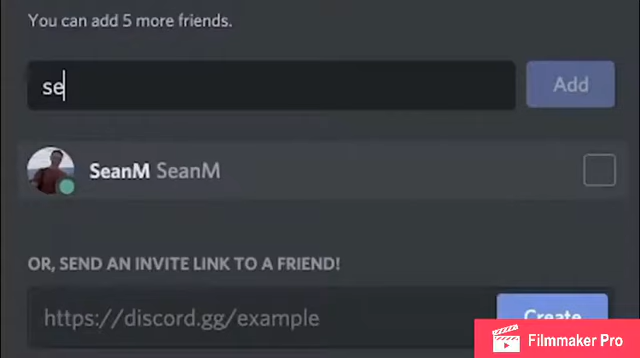 You can add 5 more friends.
se
Add
SeanM SeanM
OR, SEND AN INVITE LINK TO A FRIEND!
https://discord.gg/example
Create
Filmmaker Pro